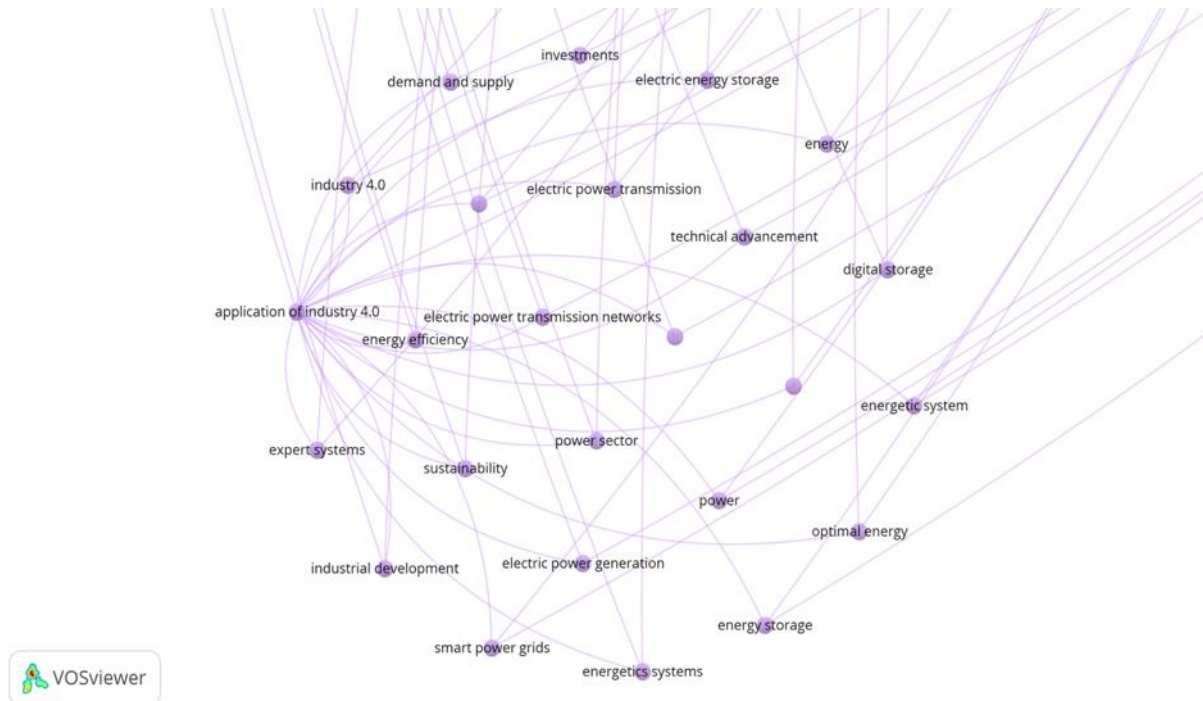 investments
demand and supply
electric energy storage
energy
industry 4.0
electric power transmission
technical advancement
digital storage
application of industry 4.0
electric power transmission networks
energy efficiency
energetic system
power sector
expert systems
sustainability
power
optimal energy
electric power generation
industrial development
energy storage
smart power grids
energetics systems
VOSviewer